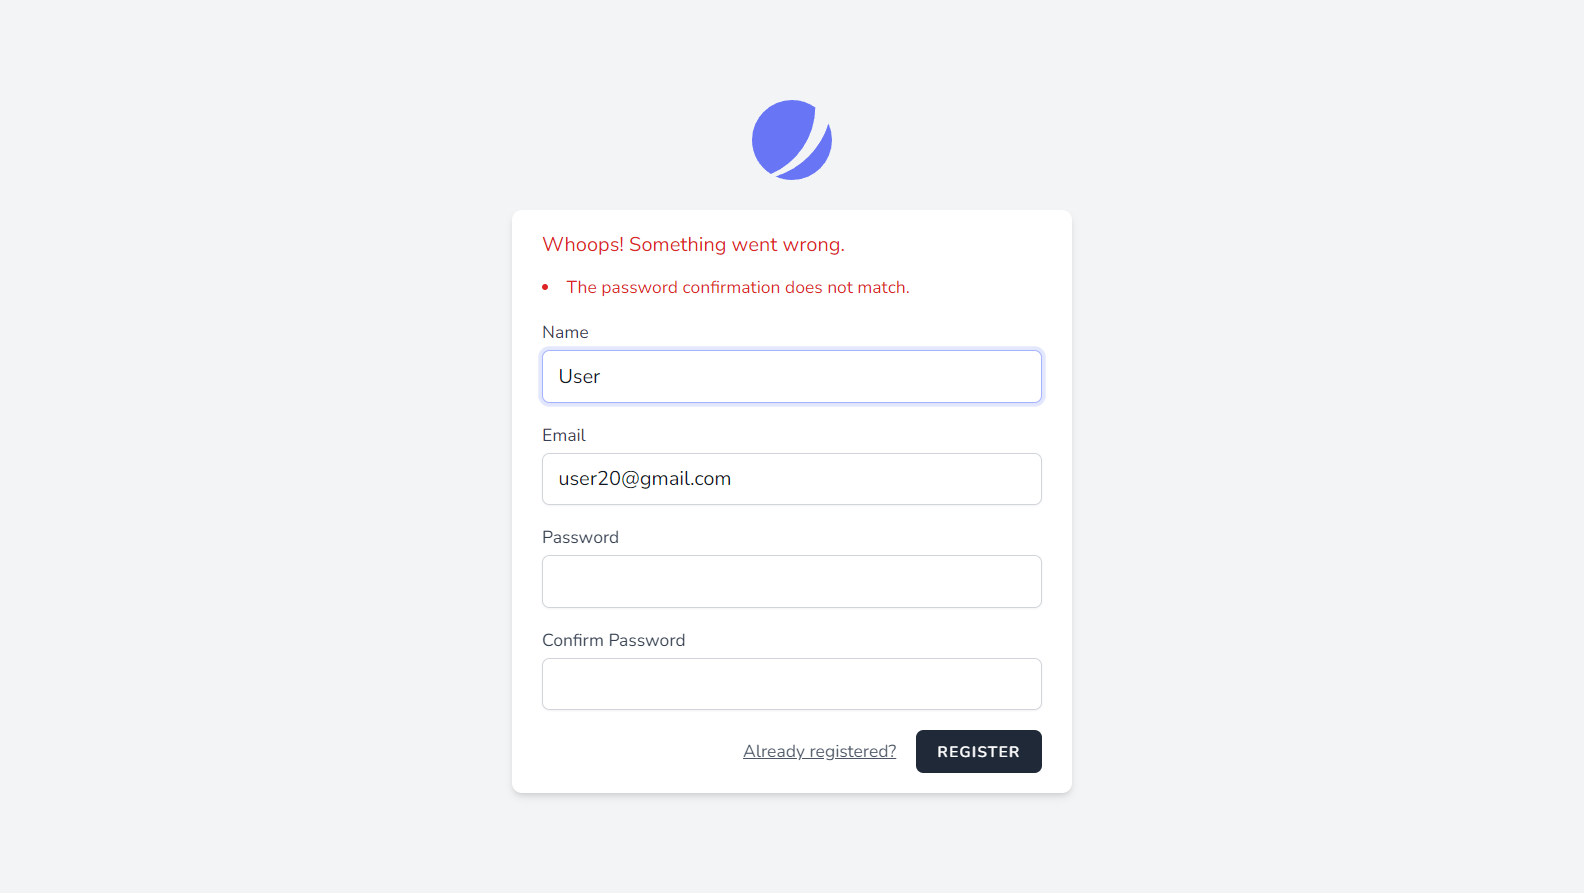 Whoops! Something went wrong.
The password confirmation does not match.
Name
User
Email
user20@gmail.com
Password
Confirm Password
Already registered? REGISTER